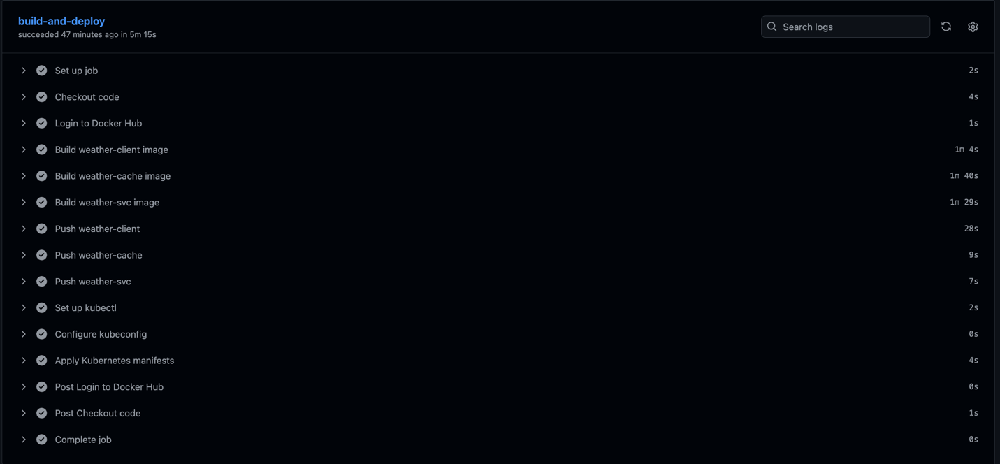 build-and-deploy
succeeded 47 minutes ago in 5m 15s
Search logs
Set up job 2s
Checkout code 4s
Login to Docker Hub 1s
Build weather-client image 1m 4s
Build weather-cache image 1m 40s
Build weather-svc image 1m 29s
Push weather-client 28s
Push weather-cache 9s
Push weather-svc 7s
Set up kubectl 2s
Configure kubeconfig 0s
Apply Kubernetes manifests 4s
Post Login to Docker Hub 0s
Post Checkout code 1s
Complete job 0s